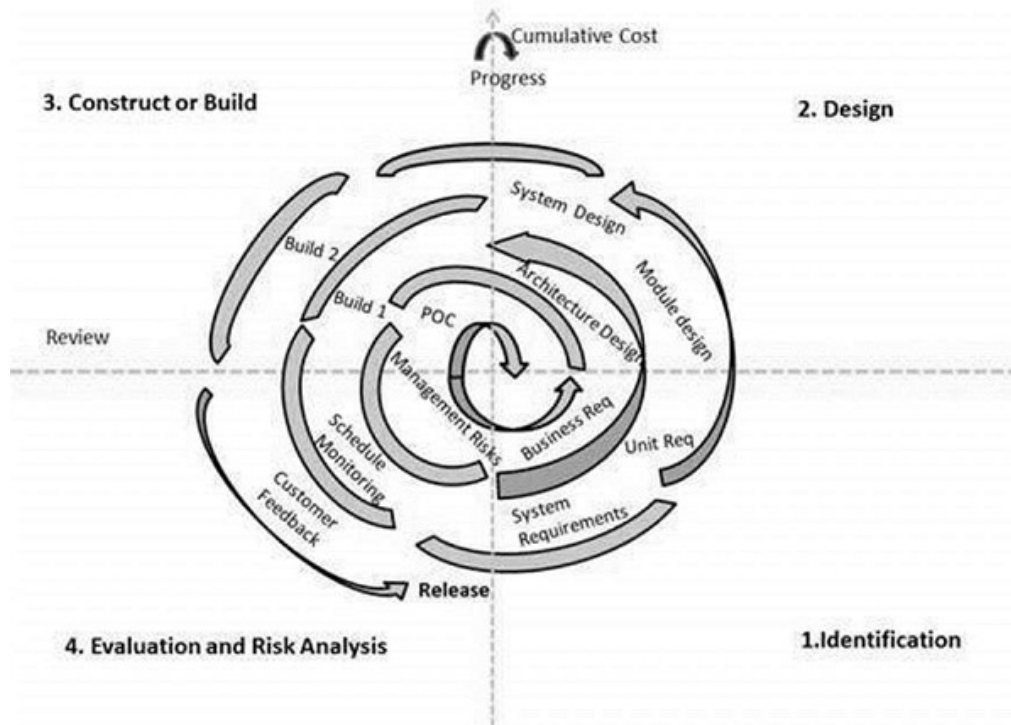 Cumulative Cost
Progress
3. Construct or Build
2. Design
System Design
Build 2
Module design
Architecture Design
Build 1
POC
Review
Management Risks
Business Req
Unit Req
Schedule
Monitoring
System
Requirements
Customer
Feedback
Release
4. Evaluation and Risk Analysis
1.Identification